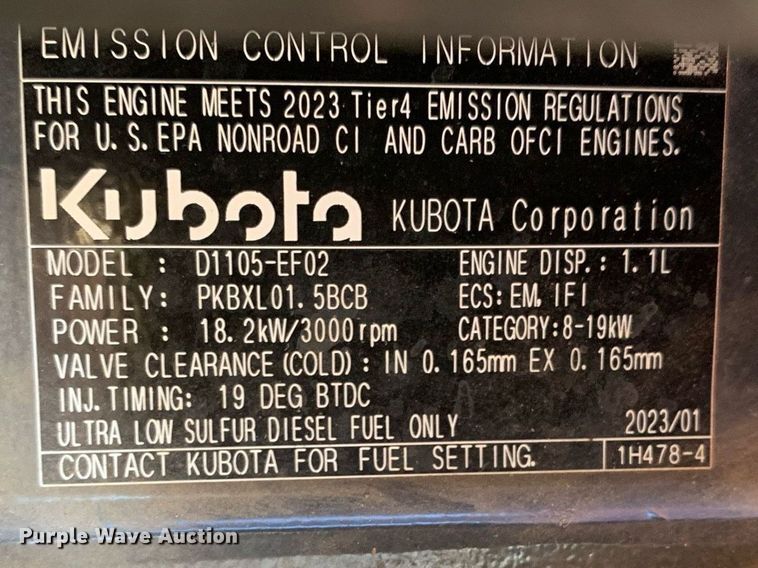 EMISSION CONTROL INFORMATION
THIS ENGINE MEETS 2023 Tier4 EMISSION REGULATIONS
FOR U.S.EPA NONROAD CI AND CARB OFCI ENGINES.
Kubota KUBOTA Corporation
MODEL : D1105-EF02 ENGINE DISP.: 1.1L
FAMILY: PKBXL01.5BCB ECS:EM,IFI
POWER : 18.2kW/3000rpm CATEGORY:8-19kW
VALVE CLEARANCE(COLD): IN 0.165mm EX 0.165mm
INJ.TIMING: 19 DEG BTDC
ULTRA LOW SULFUR DIESEL FUEL ONLY 2023/01
CONTACT KUBOTA FOR FUEL SETTING. 1H478-4
Purple Wave Auction